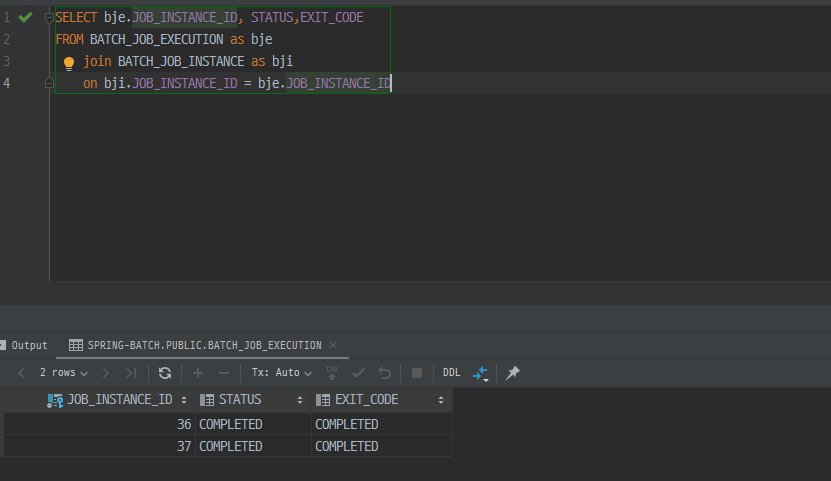 1 SELECT bje.JOB_INSTANCE_ID, STATUS,EXIT_CODE
2 FROM BATCH_JOB_EXECUTION as bje
3 join BATCH_JOB_INSTANCE as bji
4 on bji.JOB_INSTANCE_ID = bje.JOB_INSTANCE_ID
Output SPRING-BATCH.PUBLIC.BATCH_JOB_EXECUTION
2 rows Tx: Auto DB DDL
JOB_INSTANCE_ID STATUS EXIT_CODE
36 COMPLETED COMPLETED
37 COMPLETED COMPLETED